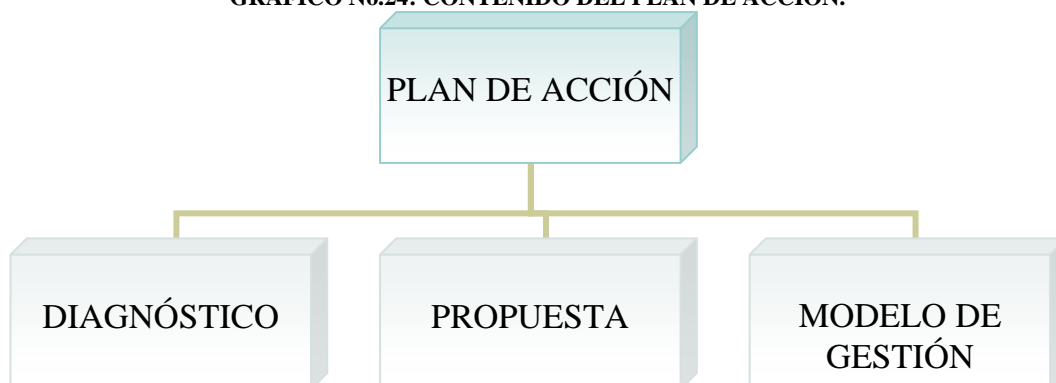 GRÁFICO No.24: CONTENIDO DEL PLAN DE ACCIÓN.
PLAN DE ACCIÓN
DIAGNÓSTICO
PROPUESTA
MODELO DE
GESTIÓN